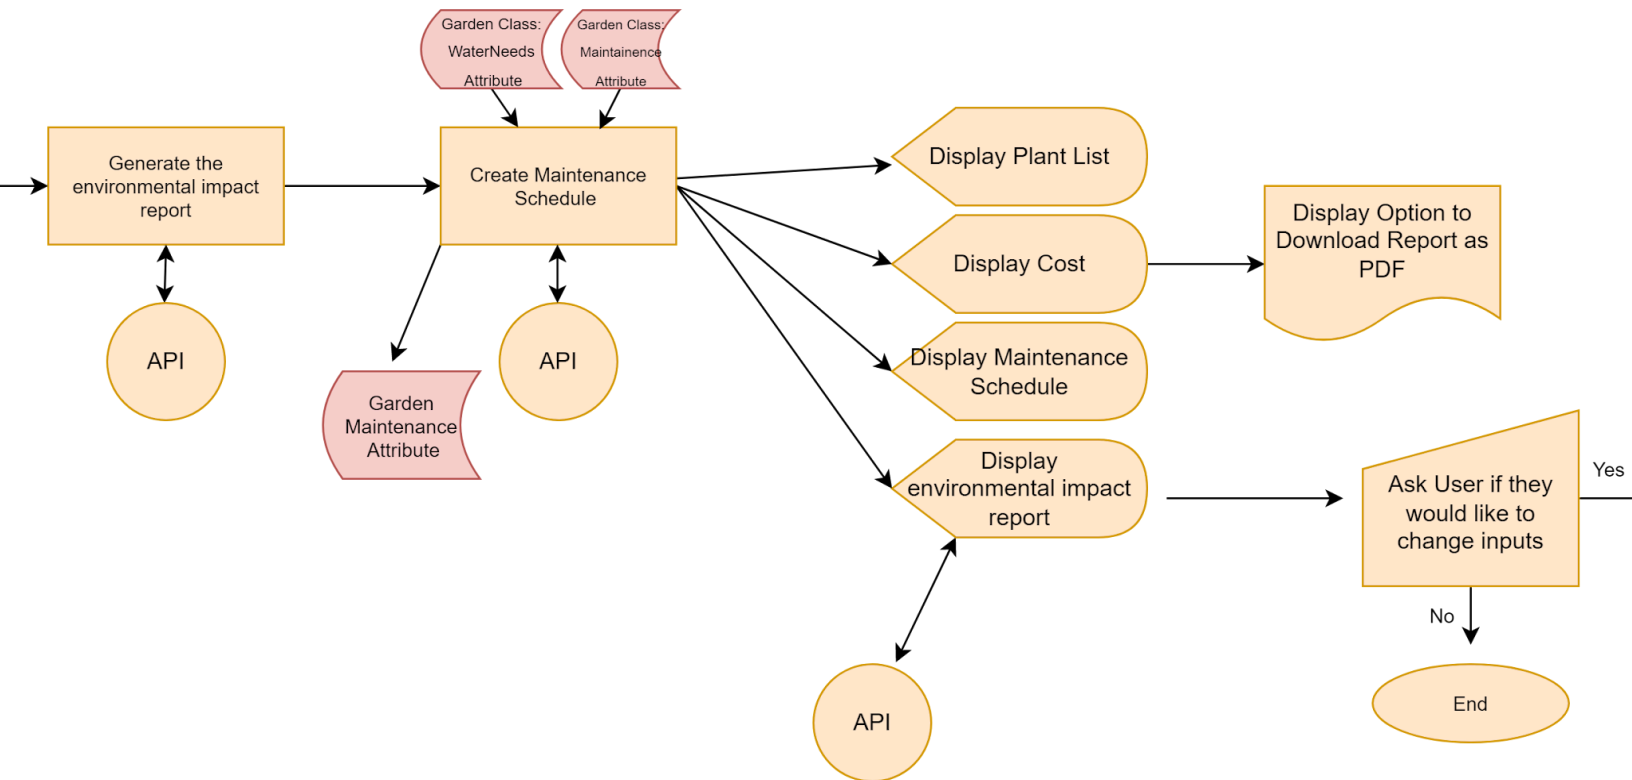 Garden Class:
WaterNeeds
Attribute
Garden Class:
Maintainence
Attribute
Generate the
environmental impact
report
Create Maintenance
Schedule
Display Plant List
Display Cost
Display Option to
Download Report as
PDF
API
API
Display Maintenance
Schedule
Garden
Maintenance
Attribute
Display
environmental impact
report
Ask User if they
would like to
change inputs
Yes
No
API
End